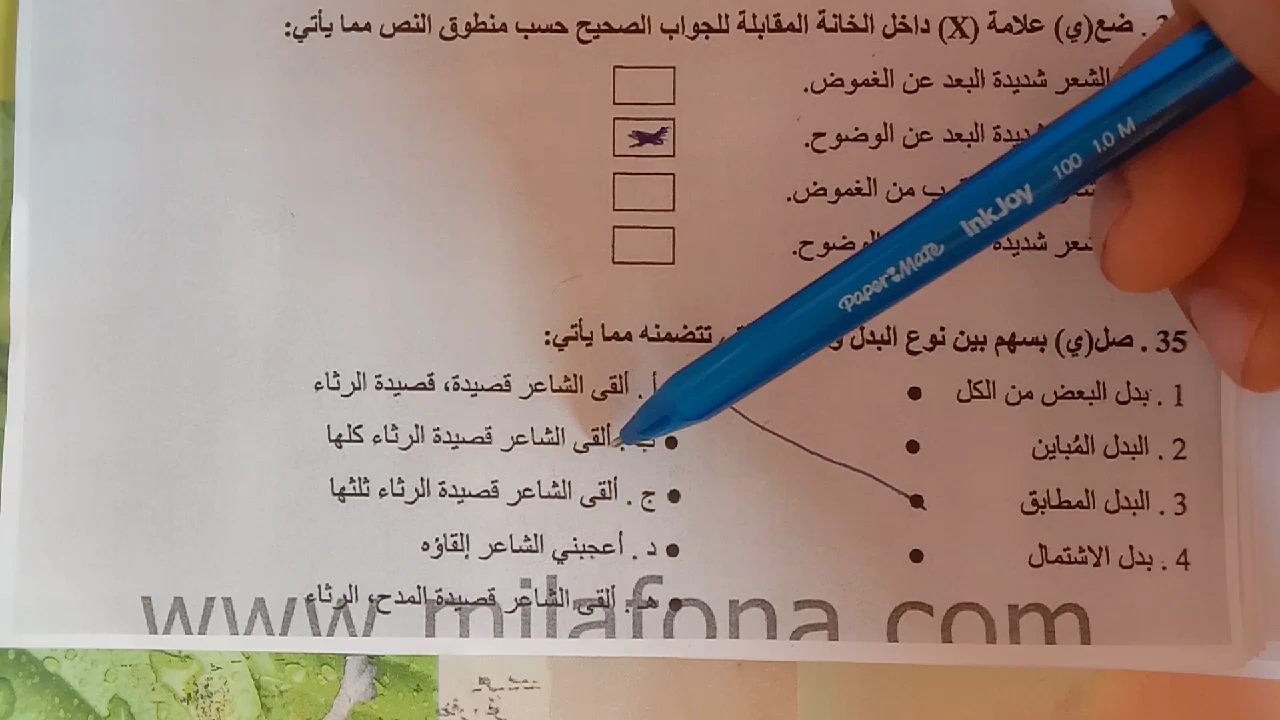 . ضع(ي) علامة (X) داخل الخانة المقابلة للجواب الصحيح حسب منطوق النص مما يأتي:
الشعر شديدة البعد عن الغموض.
شديدة البعد عن الوضوح.
من الغموض.
شديدة الوضوح.
35 . صل(ي) بسهم بين نوع البدل تتضمنه مما يأتي:
1 . بدل البعض من الكل
أ. ألقى الشاعر قصيدة، قصيدة الرثاء
2 . البدل المُباين
ب. ألقى الشاعر قصيدة الرثاء كلها
3 . البدل المطابق
ج . ألقى الشاعر قصيدة الرثاء ثلثها
4 . بدل الاشتمال
د . أعجبني الشاعر إلقاؤه
هـ . ألقى الشاعر قصيدة المدح، الرثاء
www.milafona.com
PaperMate InkJoy 100 1.0 M